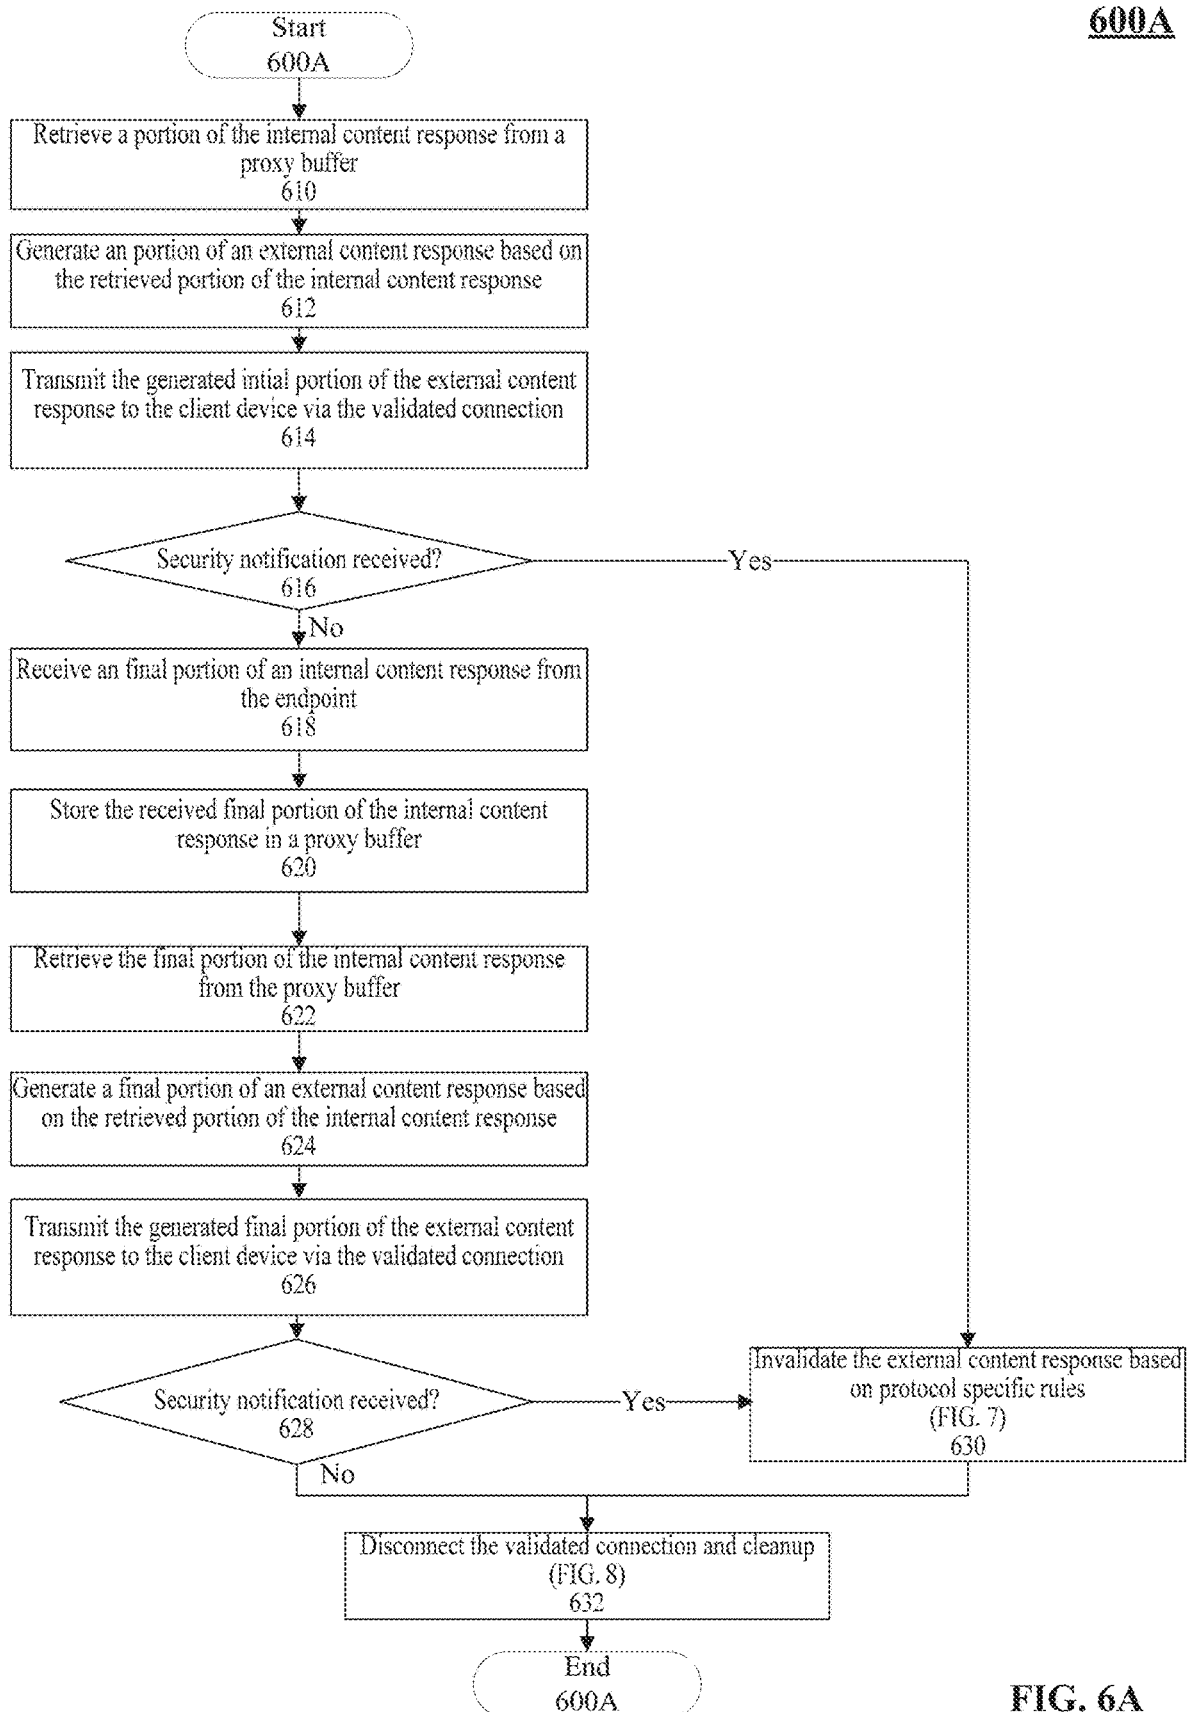 600A
Start
600A
Retrieve a portion of the internal content response from a
proxy buffer
610
Generate an portion of an external content response based on
the retrieved portion of the internal content response
612
Transmit the generated intial portion of the external content
response to the client device via the validated connection
614
Security notification received?
616
Yes
No
Receive an final portion of an internal content response from
the endpoint
618
Store the received final portion of the internal content
response in a proxy buffer
620
Retrieve the final portion of the internal content response
from the proxy buffer
622
Generate a final portion of an external content response based
on the retrieved portion of the internal content response
624
Transmit the generated final portion of the external content
response to the client device via the validated connection
626
Security notification received?
628
Yes
No
Invalidate the external content response based
on protocol specific rules
(FIG. 7)
630
Disconnect the validated connection and cleanup
(FIG. 8)
632
End
600A
FIG. 6A